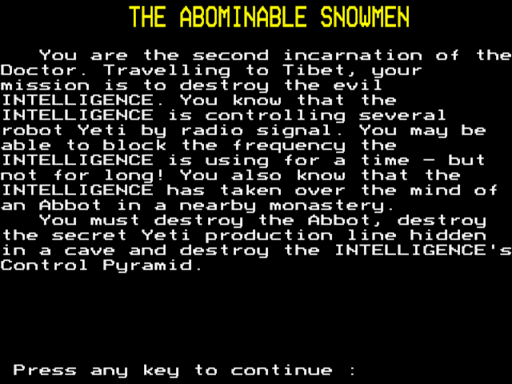 THE ABOMINABLE SNOWMEN
You are the second incarnation of the
Doctor. Travelling to Tibet, your
mission is to destroy the evil
INTELLIGENCE. You know that the
INTELLIGENCE is controlling several
robot Yeti by radio signal. You may be
able to block the frequency the
INTELLIGENCE is using for a time — but
not for long! You also know that the
INTELLIGENCE has taken over the mind of
an Abbot in a nearby monastery.
You must destroy the Abbot, destroy
the secret Yeti production line hidden
in a cave and destroy the INTELLIGENCE's
Control Pyramid.
Press any key to continue :